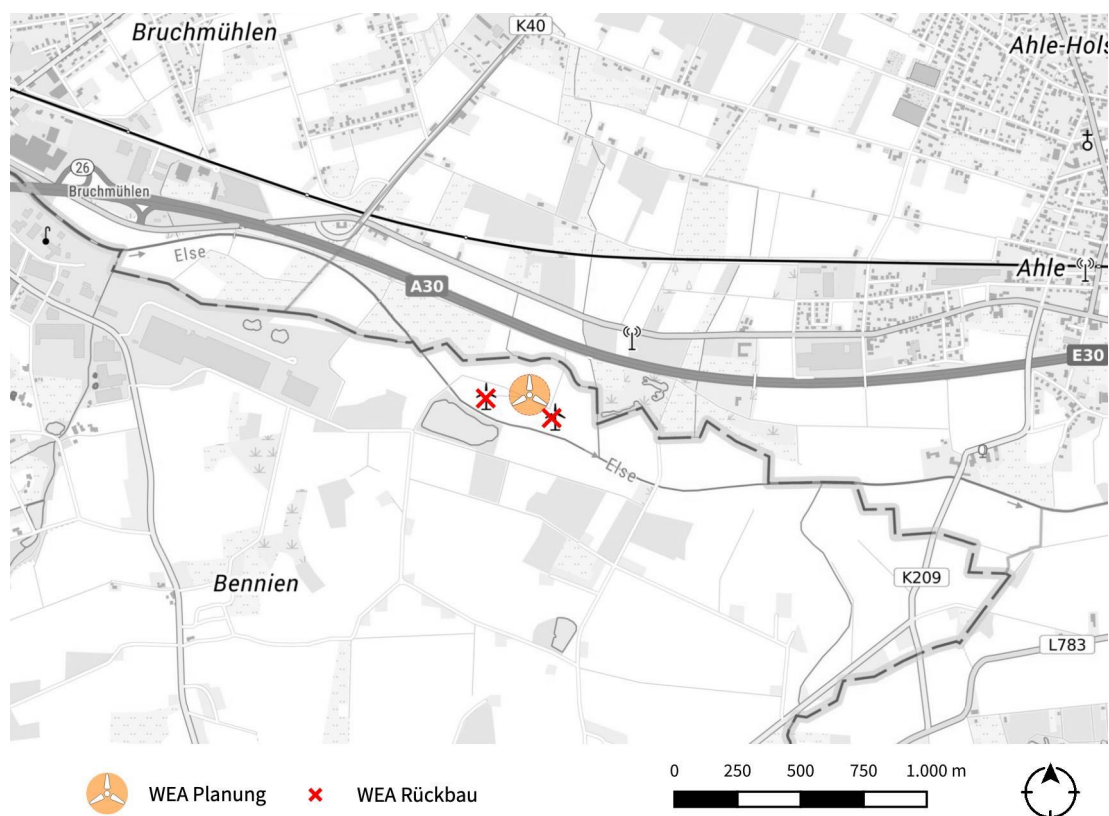 Bruchmühlen
K40
Ahle-Hols
26
Bruchmühlen
Else
A30
Ahle
E30
Else
Bennien
K209
L783
WEA Planung
WEA Rückbau
0 250 500 750 1.000 m